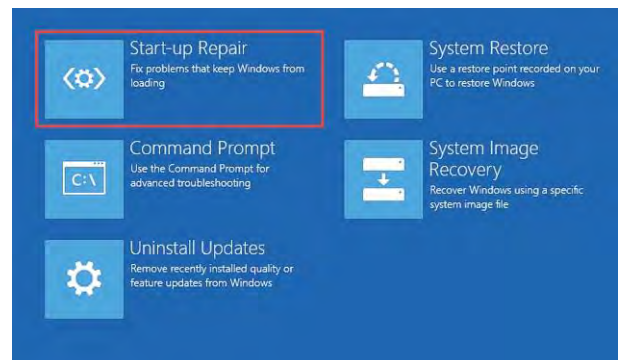 Start-up Repair
Fix problems that keep Windows from
loading
System Restore
Use a restore point recorded on your
PC to restore Windows
C:\
Command Prompt
Use the Command Prompt for
advanced troubleshooting
System Image
Recovery
Recover Windows using a specific
system image file
Uninstall Updates
Remove recently installed quality or
feature updates from Windows